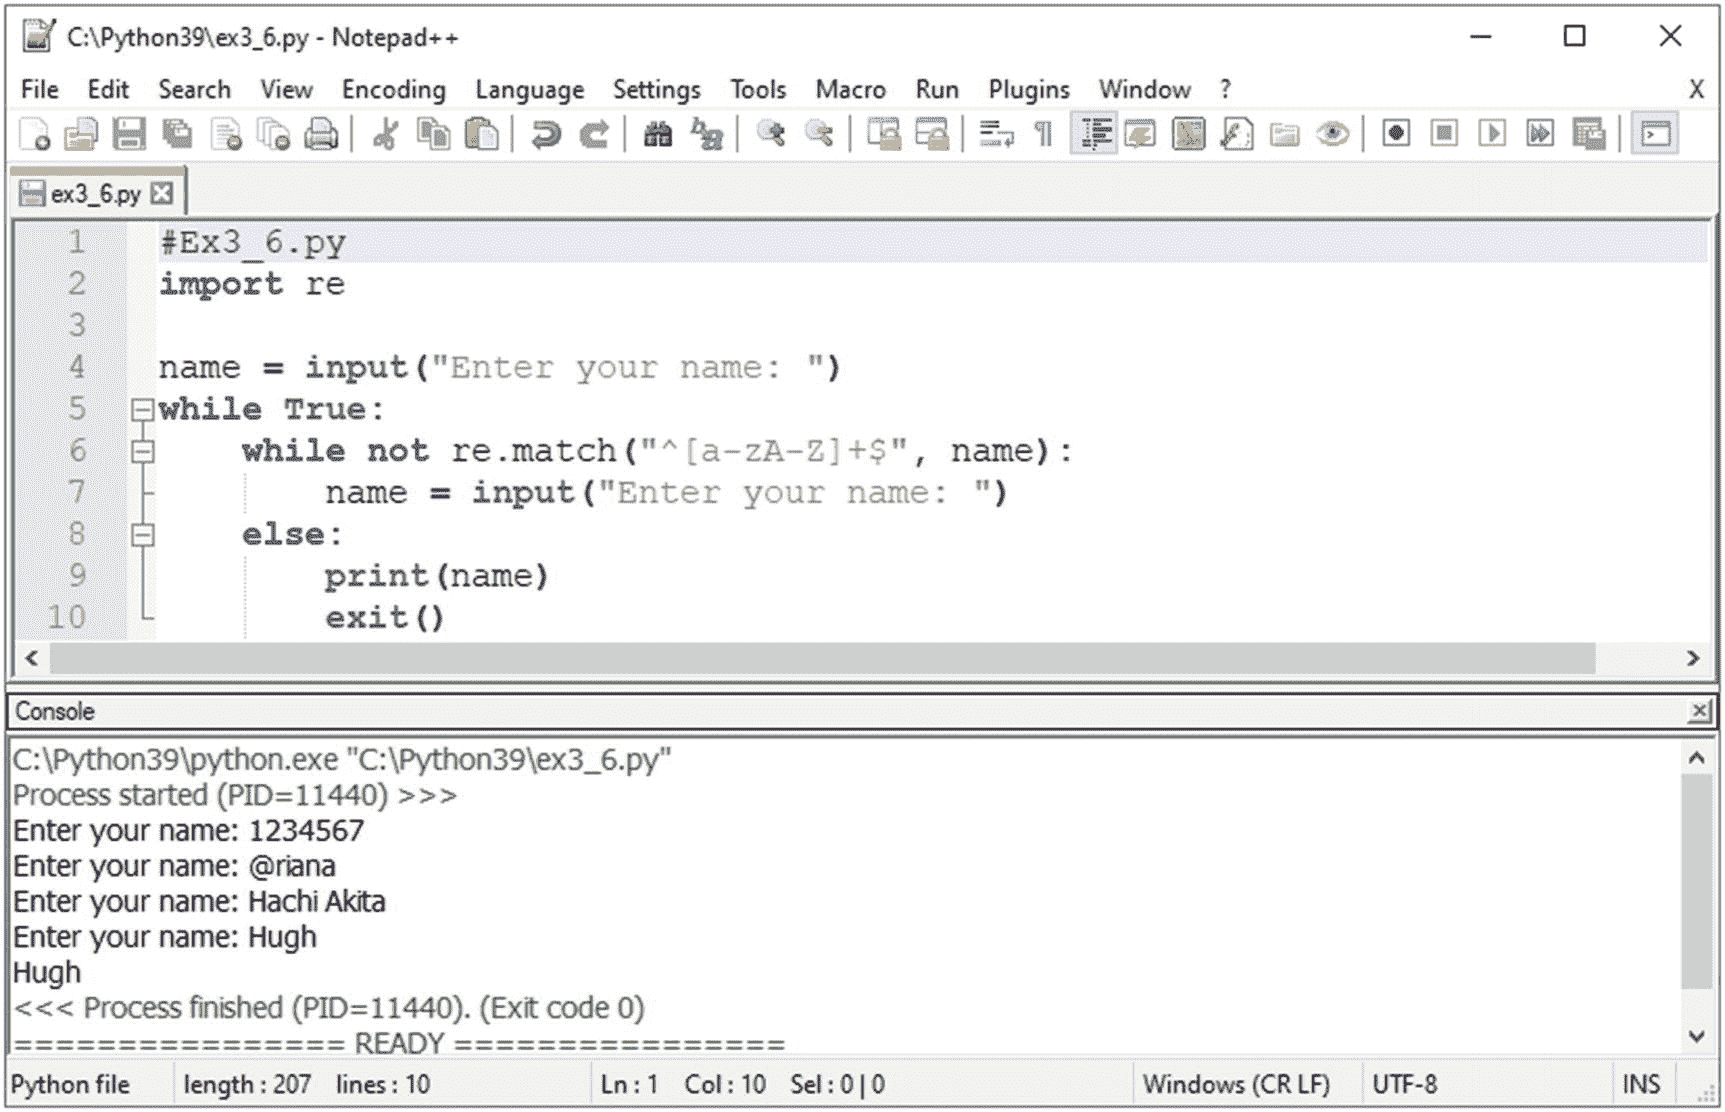 C:\Python39\ex3_6.py - Notepad++
File Edit Search View Encoding Language Settings Tools Macro Run Plugins Window ? X
ex3_6.py
1 #Ex3_6.py
2 import re
3
4 name = input("Enter your name: ")
5 while True:
6     while not re.match("^[a-zA-Z]+$", name):
7         name = input("Enter your name: ")
8     else:
9         print(name)
10         exit()
Console
C:\Python39\python.exe "C:\Python39\ex3_6.py"
Process started (PID=11440) >>>
Enter your name: 1234567
Enter your name: @riana
Enter your name: Hachi Akita
Enter your name: Hugh
Hugh
<<< Process finished (PID=11440). (Exit code 0)
================ READY ================
Python file length : 207 lines : 10 Ln : 1 Col : 10 Sel : 0 | 0 Windows (CR LF) UTF-8 INS